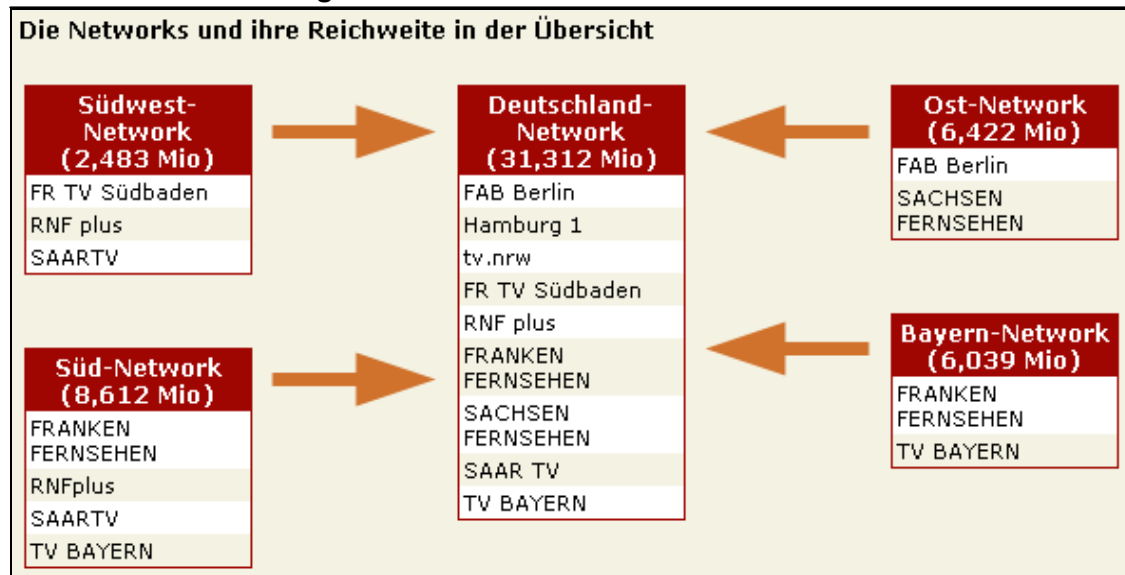 Die Networks und ihre Reichweite in der Übersicht
Südwest-
Network
(2,483 Mio)
FR TV Südbaden
RNF plus
SAARTV
Süd-Network
(8,612 Mio)
FRANKEN
FERNSEHEN
RNFplus
SAARTV
TV BAYERN
Deutschland-
Network
(31,312 Mio)
FAB Berlin
Hamburg 1
tv.nrw
FR TV Südbaden
RNF plus
FRANKEN
FERNSEHEN
SACHSEN
FERNSEHEN
SAAR TV
TV BAYERN
Ost-Network
(6,422 Mio)
FAB Berlin
SACHSEN
FERNSEHEN
Bayern-Network
(6,039 Mio)
FRANKEN
FERNSEHEN
TV BAYERN